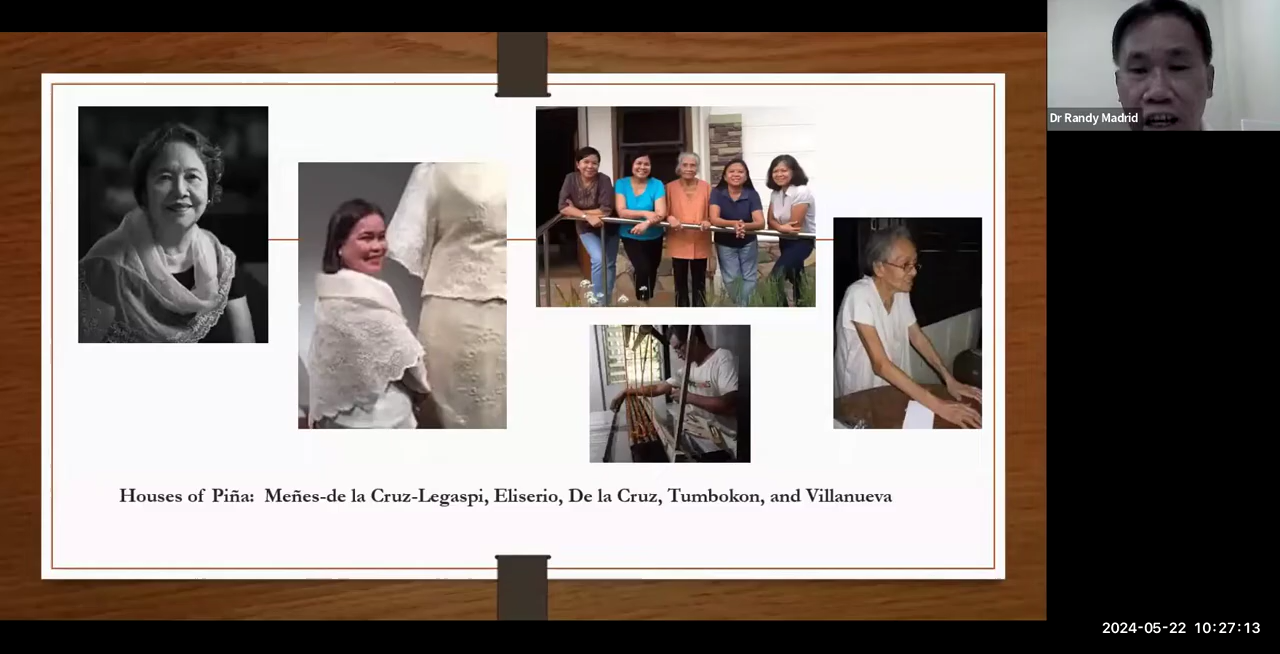 Dr Randy Madrid
Houses of Piña:  Meñes-de la Cruz-Legaspi, Eliserio, De la Cruz, Tumbokon, and Villanueva
2024-05-22 10:27:13